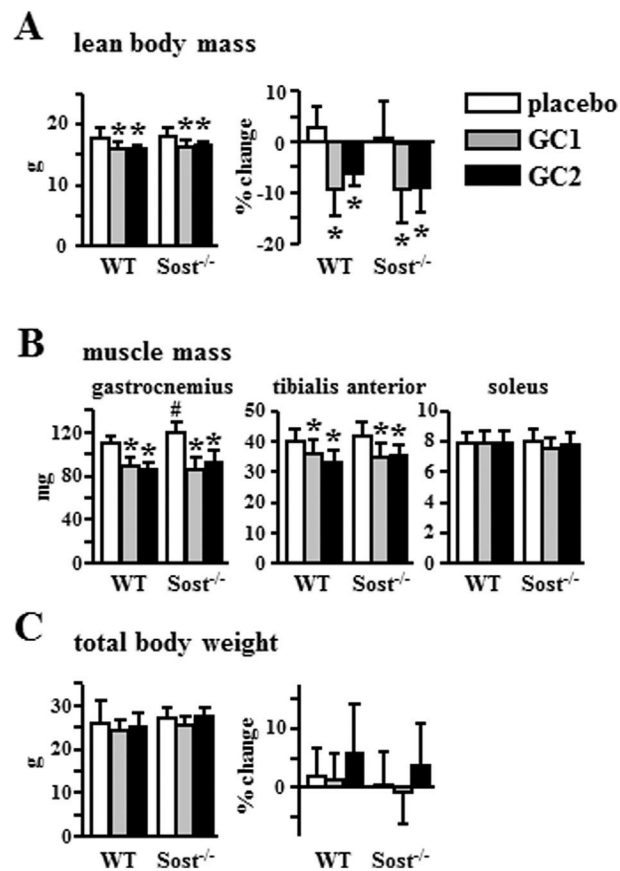 A lean body mass
20
15
10
0
g
** **
WT Sost-/-
10
0
-10
-20
% change
* * * *
WT Sost-/-
placebo
GC1
GC2
B muscle mass
gastrocnemius
#
120
80
40
0
mg
** **
WT Sost-/-
tibialis anterior
50
40
30
20
10
0
** **
WT Sost-/-
soleus
10
8
6
4
2
0
WT Sost-/-
C total body weight
30
20
10
0
g
WT Sost-/-
10
0
% change
WT Sost-/-